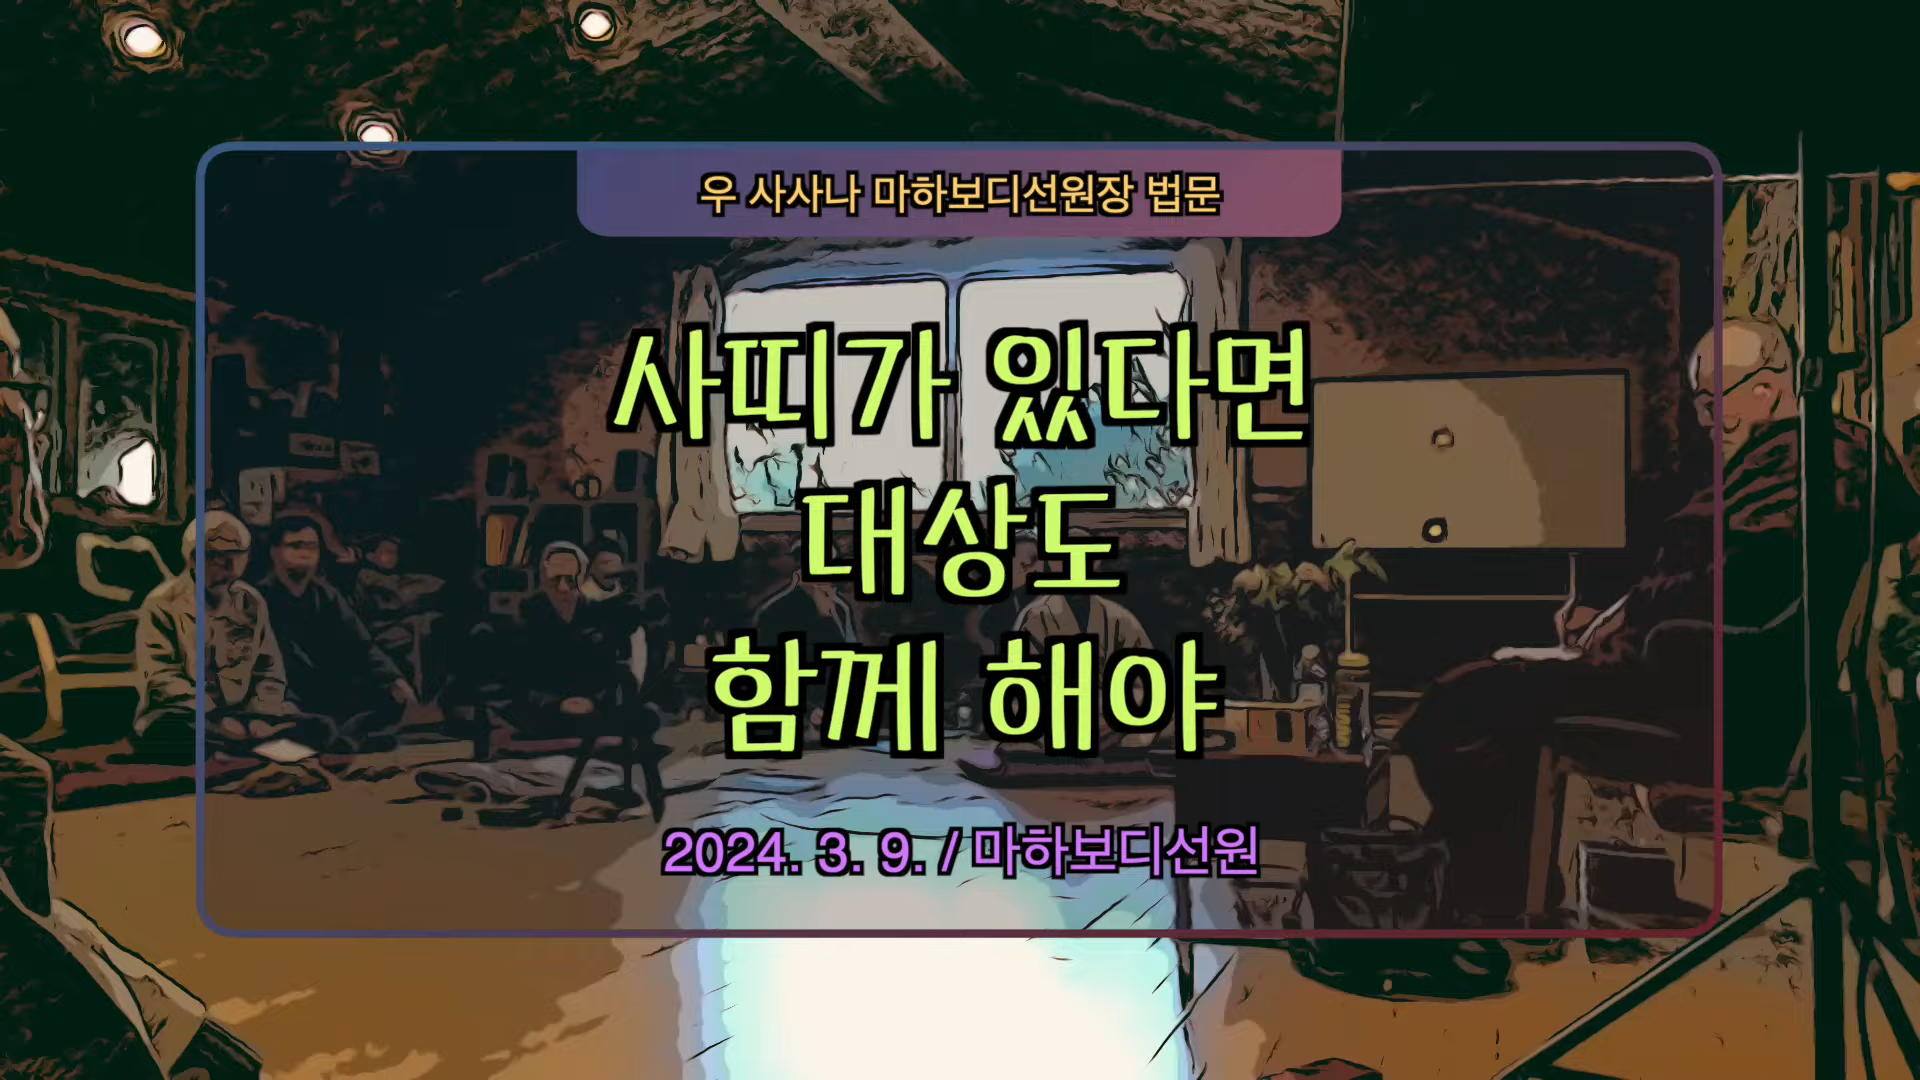 우 사사나 마하보디선원장 법문
사띠가 있다면
대상도
함께 해야
2024. 3. 9. / 마하보디선원